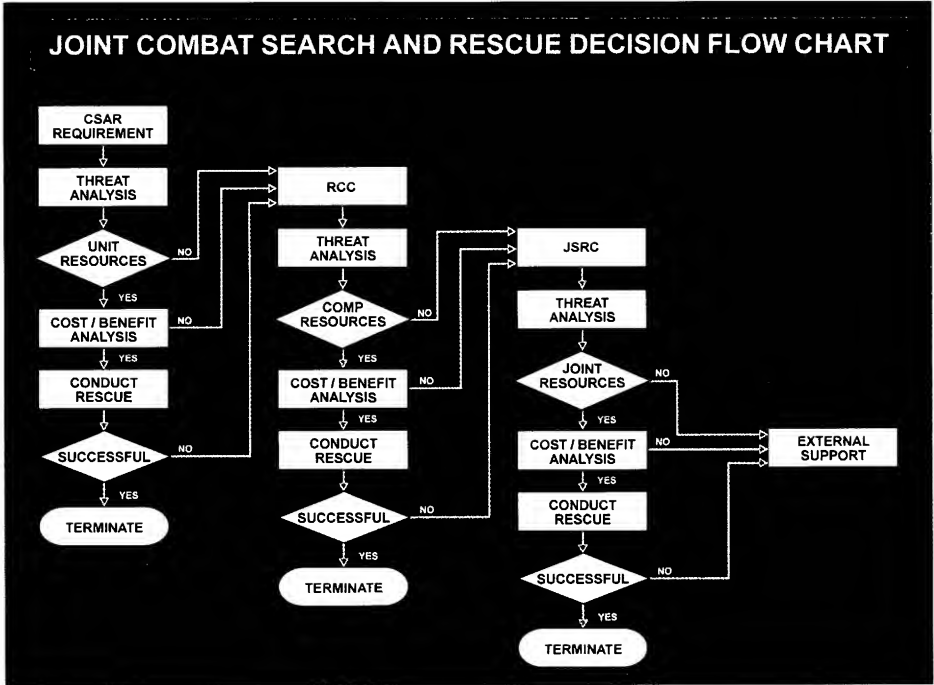 JOINT COMBAT SEARCH AND RESCUE DECISION FLOW CHART
CSAR
REQUIREMENT
THREAT
ANALYSIS
UNIT
RESOURCES
NO
YES
COST / BENEFIT
ANALYSIS
NO
YES
CONDUCT
RESCUE
SUCCESSFUL
NO
YES
TERMINATE
RCC
THREAT
ANALYSIS
COMP
RESOURCES
NO
YES
COST / BENEFIT
ANALYSIS
NO
YES
CONDUCT
RESCUE
SUCCESSFUL
NO
YES
TERMINATE
JSRC
THREAT
ANALYSIS
JOINT
RESOURCES
NO
YES
COST / BENEFIT
ANALYSIS
NO
YES
CONDUCT
RESCUE
SUCCESSFUL
NO
YES
TERMINATE
EXTERNAL
SUPPORT